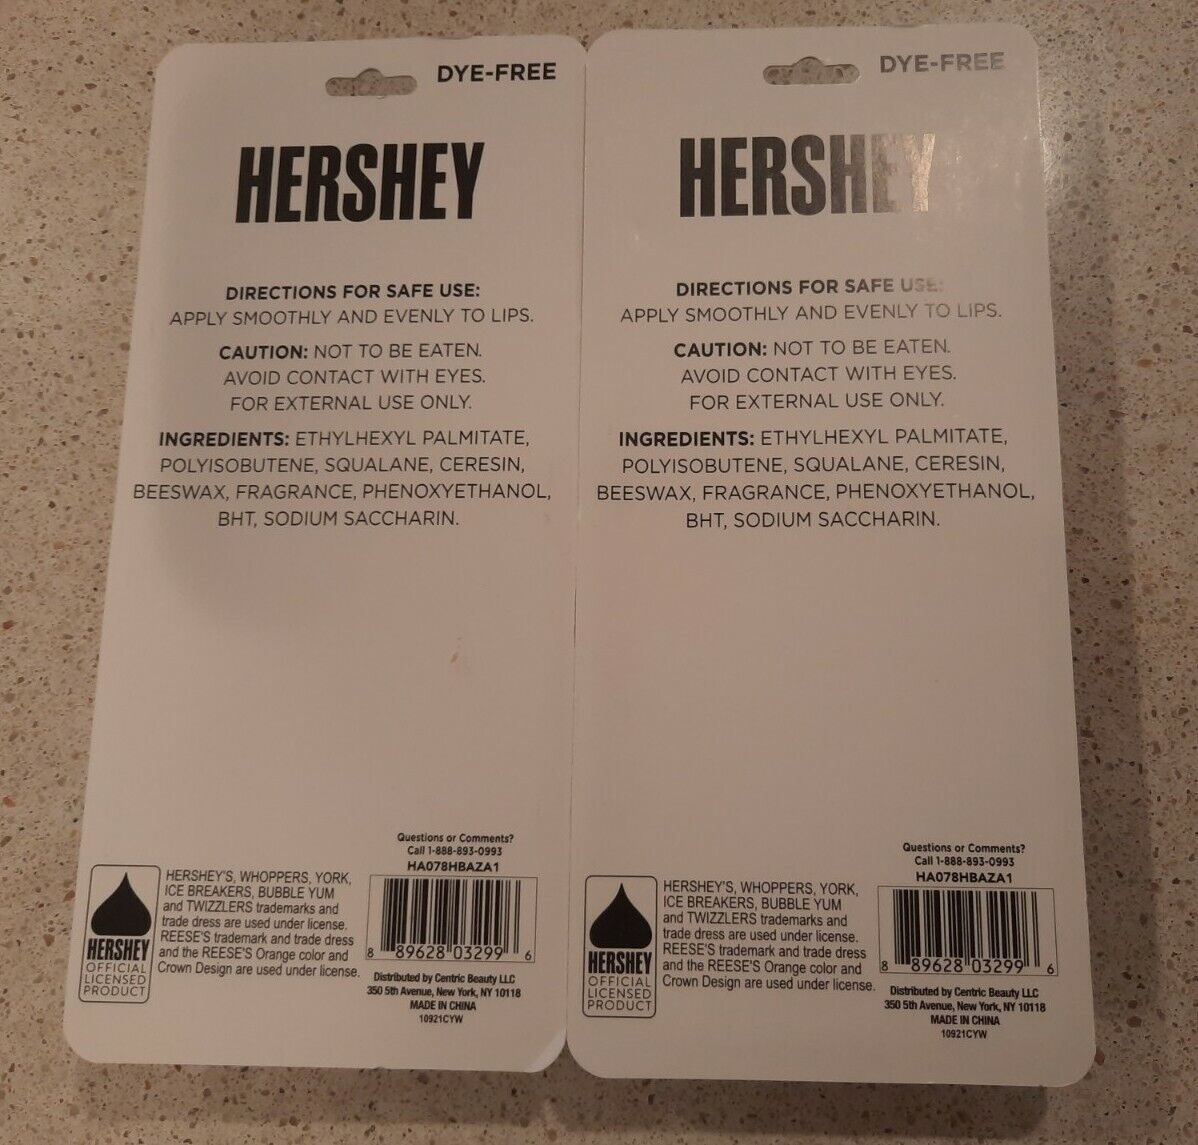 DYE-FREE
HERSHEY
DIRECTIONS FOR SAFE USE:
APPLY SMOOTHLY AND EVENLY TO LIPS.
CAUTION: NOT TO BE EATEN.
AVOID CONTACT WITH EYES.
FOR EXTERNAL USE ONLY.
INGREDIENTS: ETHYLHEXYL PALMITATE,
POLYISOBUTENE, SQUALANE, CERESIN,
BEESWAX, FRAGRANCE, PHENOXYETHANOL,
BHT, SODIUM SACCHARIN.
HERSHEY
OFFICIAL
LICENSED
PRODUCT
HERSHEY'S, WHOPPERS, YORK,
ICE BREAKERS, BUBBLE YUM
and TWIZZLERS trademarks and
trade dress are used under license.
REESE'S trademark and trade dress
and the REESE'S Orange color and
Crown Design are used under license.
Questions or Comments?
Call 1-888-893-0993
HA078HBAZA1
8 89628 03299 6
Distributed by Centric Beauty LLC
350 5th Avenue, New York, NY 10118
MADE IN CHINA
10921CYW
DYE-FREE
HERSHEY
DIRECTIONS FOR SAFE USE:
APPLY SMOOTHLY AND EVENLY TO LIPS.
CAUTION: NOT TO BE EATEN.
AVOID CONTACT WITH EYES.
FOR EXTERNAL USE ONLY.
INGREDIENTS: ETHYLHEXYL PALMITATE,
POLYISOBUTENE, SQUALANE, CERESIN,
BEESWAX, FRAGRANCE, PHENOXYETHANOL,
BHT, SODIUM SACCHARIN.
HERSHEY
OFFICIAL
LICENSED
PRODUCT
HERSHEY'S, WHOPPERS, YORK,
ICE BREAKERS, BUBBLE YUM
and TWIZZLERS trademarks and
trade dress are used under license.
REESE'S trademark and trade dress
and the REESE'S Orange color and
Crown Design are used under license.
Questions or Comments?
Call 1-888-893-0993
HA078HBAZA1
8 89628 03299 6
Distributed by Centric Beauty LLC
350 5th Avenue, New York, NY 10118
MADE IN CHINA
10921CYW